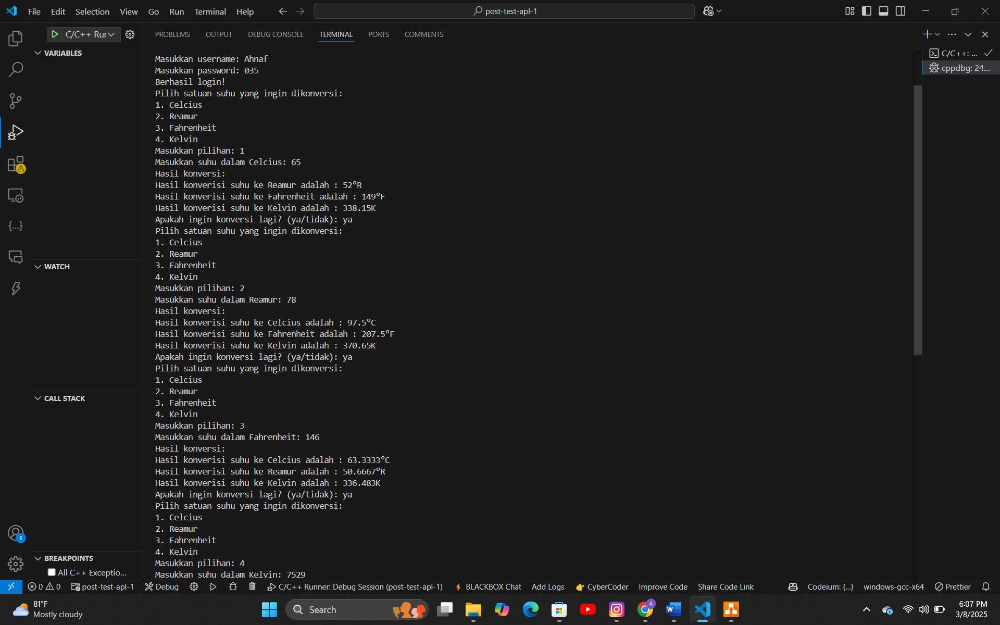 File Edit Selection View Go Run Terminal Help
post-test-apl-1
C/C++ Rur
PROBLEMS OUTPUT DEBUG CONSOLE TERMINAL PORTS COMMENTS
VARIABLES
WATCH
CALL STACK
BREAKPOINTS
All C++ Exceptio...
Masukkan username: Ahnaf
Masukkan password: 035
Berhasil login!
Pilih satuan suhu yang ingin dikonversi:
1. Celcius
2. Reamur
3. Fahrenheit
4. Kelvin
Masukkan pilihan: 1
Masukkan suhu dalam Celcius: 65
Hasil konversi:
Hasil konverisi suhu ke Reamur adalah : 52°R
Hasil konverisi suhu ke Fahrenheit adalah : 149°F
Hasil konverisi suhu ke Kelvin adalah : 338.15K
Apakah ingin konversi lagi? (ya/tidak): ya
Pilih satuan suhu yang ingin dikonversi:
1. Celcius
2. Reamur
3. Fahrenheit
4. Kelvin
Masukkan pilihan: 2
Masukkan suhu dalam Reamur: 78
Hasil konversi:
Hasil konverisi suhu ke Celcius adalah : 97.5°C
Hasil konverisi suhu ke Fahrenheit adalah : 207.5°F
Hasil konverisi suhu ke Kelvin adalah : 370.65K
Apakah ingin konversi lagi? (ya/tidak): ya
Pilih satuan suhu yang ingin dikonversi:
1. Celcius
2. Reamur
3. Fahrenheit
4. Kelvin
Masukkan pilihan: 3
Masukkan suhu dalam Fahrenheit: 146
Hasil konversi:
Hasil konverisi suhu ke Celcius adalah : 63.3333°C
Hasil konverisi suhu ke Reamur adalah : 50.6667°R
Hasil konverisi suhu ke Kelvin adalah : 336.483K
Apakah ingin konversi lagi? (ya/tidak): ya
Pilih satuan suhu yang ingin dikonversi:
1. Celcius
2. Reamur
3. Fahrenheit
4. Kelvin
Masukkan pilihan: 4
Masukkan suhu dalam Kelvin: 7529
C/C++: ...
cppdbg: 24...
1
0 0 post-test-apl-1 Debug C/C++ Runner: Debug Session (post-test-apl-1) BLACKBOX Chat Add Logs CyberCoder Improve Code Share Code Link Codeium: {...} windows-gcc-x64 Prettier
81°F
Mostly cloudy
Search
6:07 PM
3/8/2025